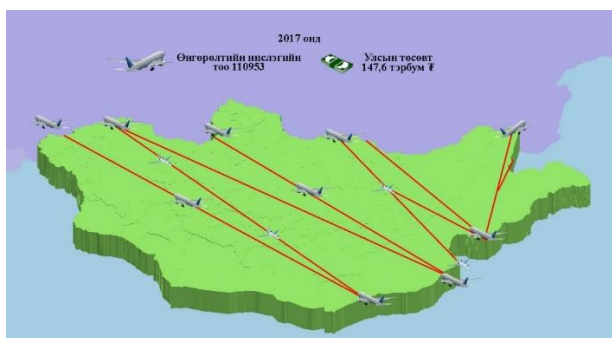 2017 онд
Өнгөрөлтийн нислэгийн
тоо 110953
Улсын төсөвт
147,6 тэрбум ₮